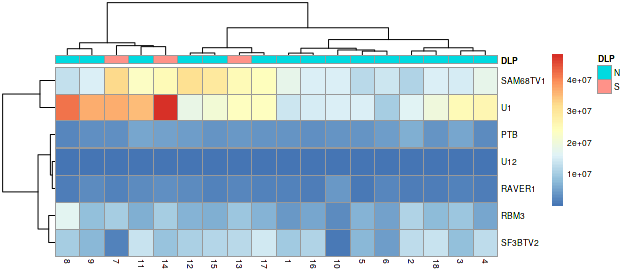 DLP
DLP
SAM68TV1
N
4e+07
S
U1
3e+07
PTB
2e+07
U12
1e+07
RAVER1
RBM3
SF3BTV2
8 9 7 11 14 12 15 13 17 1 16 10 5 6 2 18 3 4